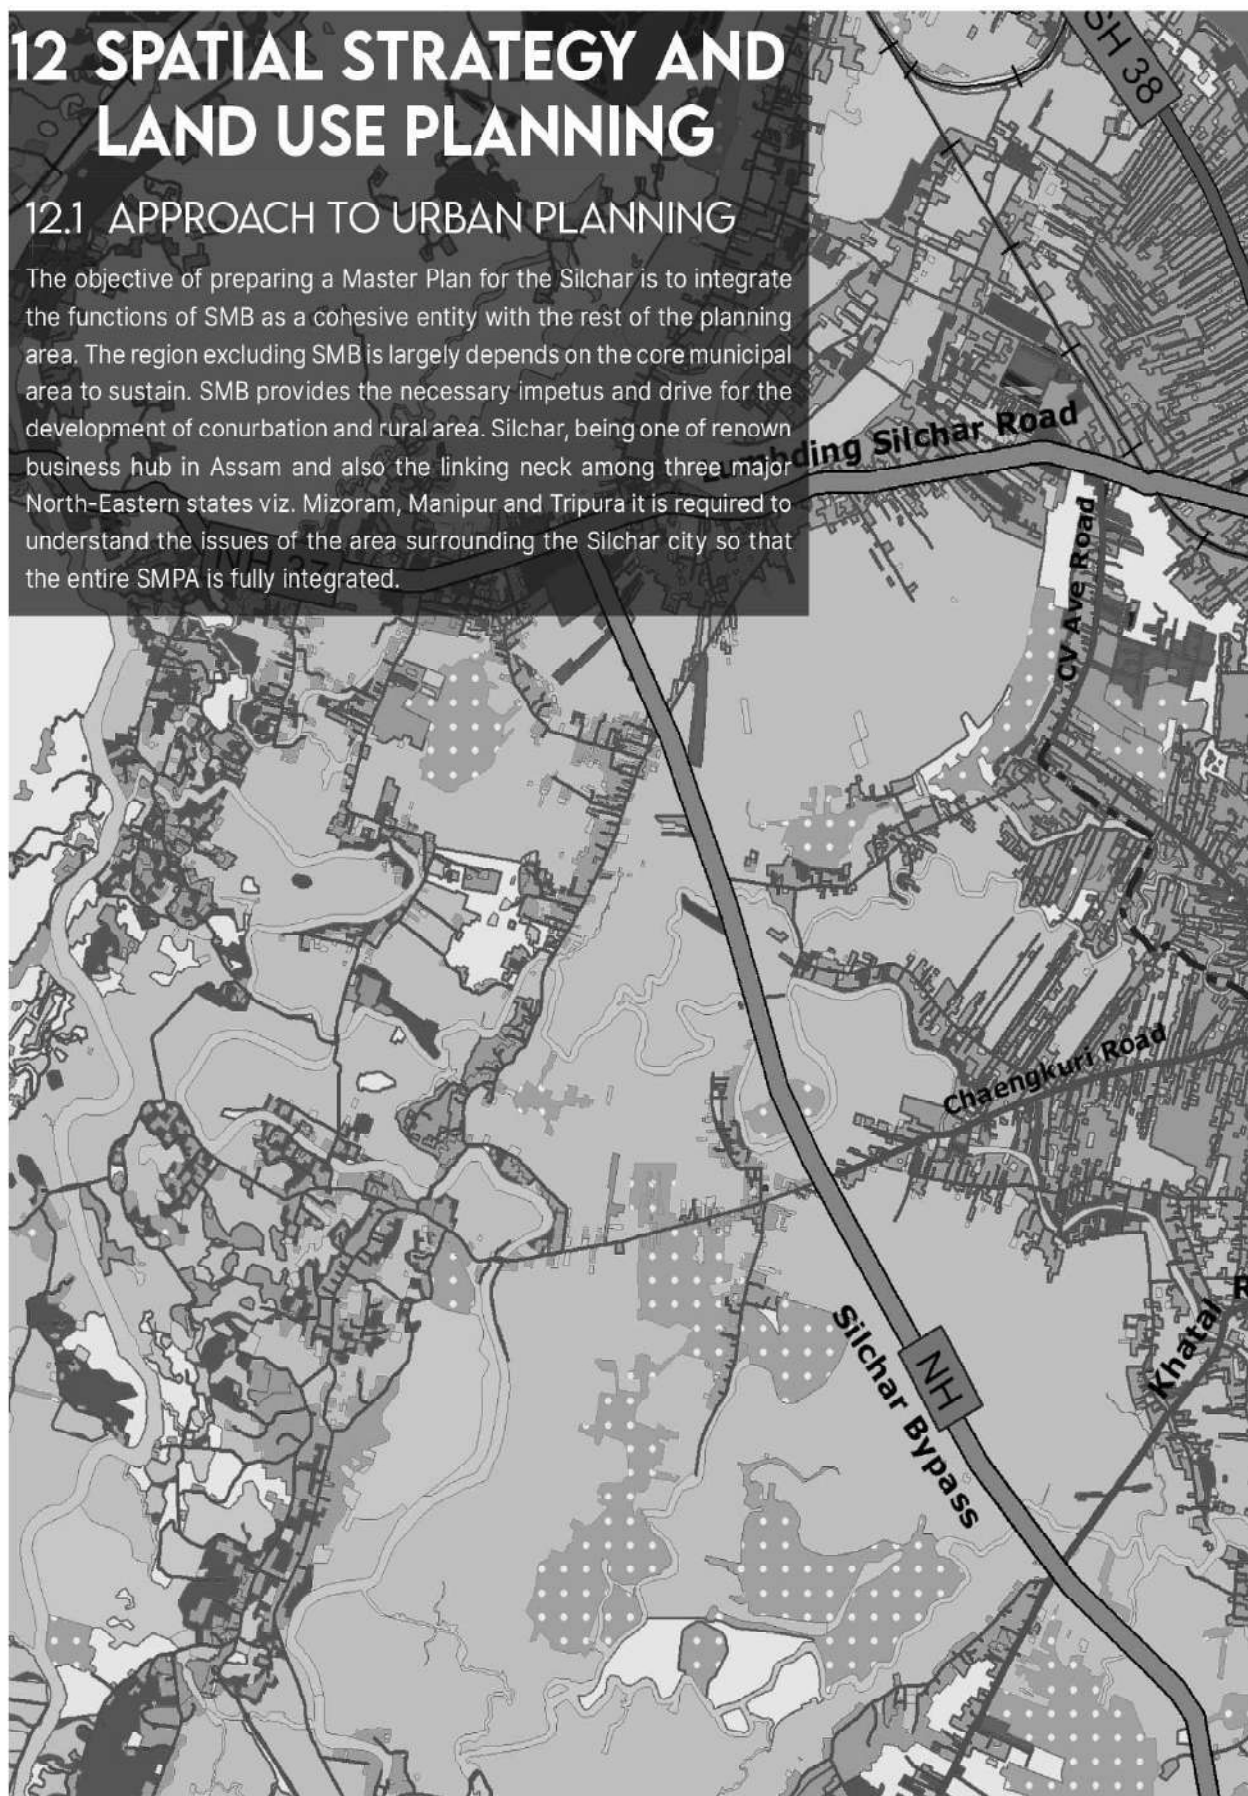 12 SPATIAL STRATEGY AND
LAND USE PLANNING
12.1 APPROACH TO URBAN PLANNING
The objective of preparing a Master Plan for the Silchar is to integrate
the functions of SMB as a cohesive entity with the rest of the planning
area. The region excluding SMB is largely depends on the core municipal
area to sustain. SMB provides the necessary impetus and drive for the
development of conurbation and rural area. Silchar, being one of renown
business hub in Assam and also the linking neck among three major
North-Eastern states viz. Mizoram, Manipur and Tripura it is required to
understand the issues of the area surrounding the Silchar city so that
the entire SMPA is fully integrated.
SH 38
Lumbding Silchar Road
NH 37
CV Ave Road
Chaengkuri Road
Khatal
R
NH
Silchar Bypass